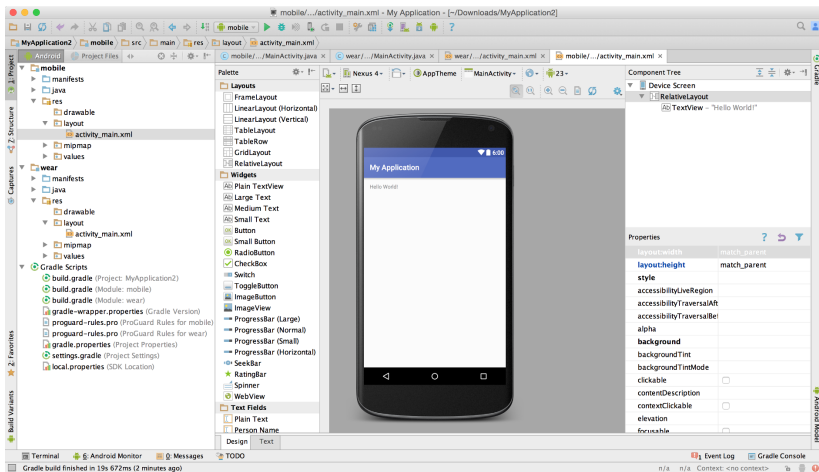 mobile/.../activity_main.xml - My Application - [~/Downloads/MyApplication2]
mobile
MyApplication2 mobile src main res layout activity_main.xml
Android Project Files
mobile/.../MainActivity.java wear/.../MainActivity.java wear/.../activity_main.xml mobile/.../activity_main.xml
1: Project
Z: Structure
Captures
2: Favorites
Build Variants
mobile
manifests
java
res
drawable
layout
activity_main.xml
mipmap
values
wear
manifests
java
res
drawable
layout
activity_main.xml
mipmap
values
Gradle Scripts
build.gradle (Project: MyApplication2)
build.gradle (Module: mobile)
build.gradle (Module: wear)
gradle-wrapper.properties (Gradle Version)
proguard-rules.pro (ProGuard Rules for mobile)
proguard-rules.pro (ProGuard Rules for wear)
gradle.properties (Project Properties)
settings.gradle (Project Settings)
local.properties (SDK Location)
Palette
Layouts
FrameLayout
LinearLayout (Horizontal)
LinearLayout (Vertical)
TableLayout
TableRow
GridLayout
RelativeLayout
Widgets
Plain TextView
Large Text
Medium Text
Small Text
Button
Small Button
RadioButton
CheckBox
Switch
ToggleButton
ImageButton
ImageView
ProgressBar (Large)
ProgressBar (Normal)
ProgressBar (Small)
ProgressBar (Horizontal)
SeekBar
RatingBar
Spinner
WebView
Text Fields
Plain Text
Person Name
Design Text
Nexus 4 AppTheme MainActivity 23
6:00
My Application
Hello World!
Component Tree
Device Screen
RelativeLayout
TextView - "Hello World!"
Properties
layout:width match_parent
layout:height match_parent
style
accessibilityLiveRegion
accessibilityTraversalAft
accessibilityTraversalBef
alpha
background
backgroundTint
backgroundTintMode
clickable
contentDescription
contextClickable
elevation
focusable
Gradle
Android Model
Terminal 6: Android Monitor 0: Messages TODO
1 Event Log Gradle Console
Gradle build finished in 19s 672ms (2 minutes ago)
n/a n/a Context: <no context>